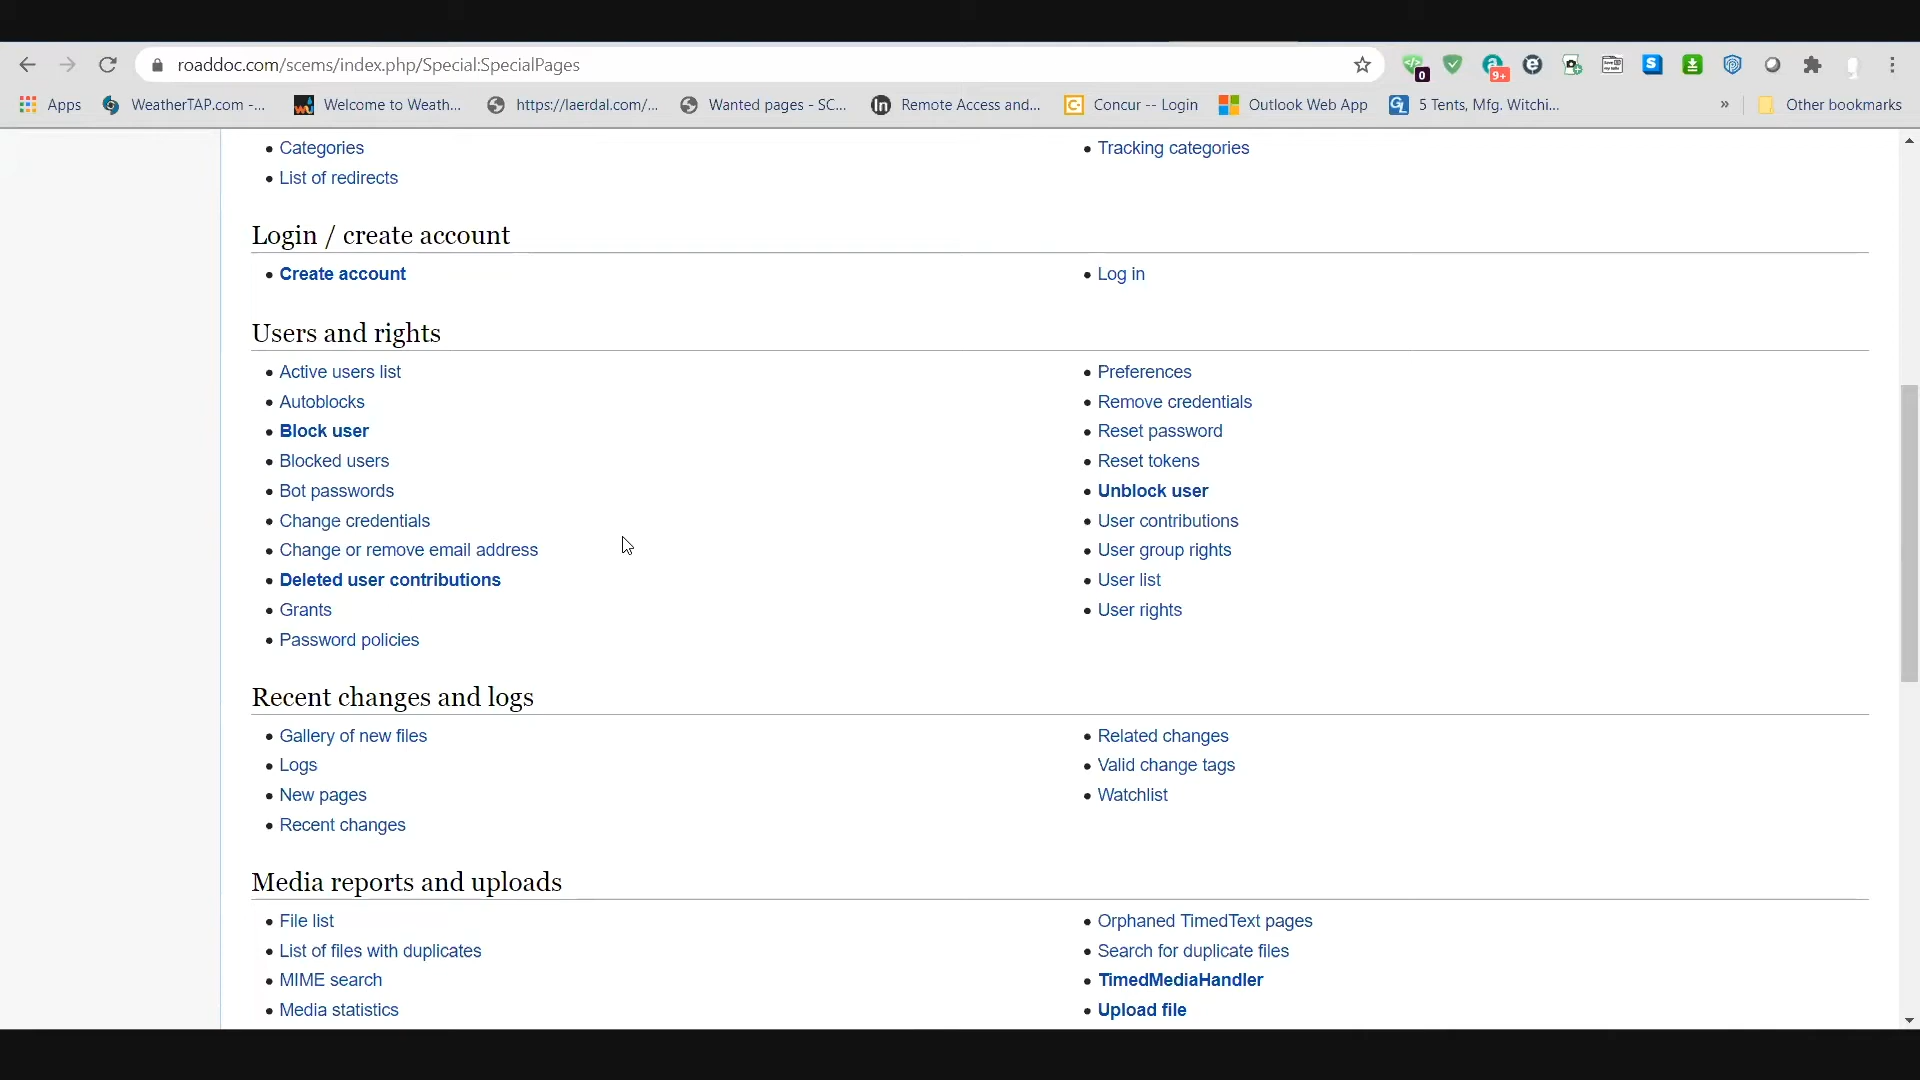 roaddoc.com/scems/index.php/Special:SpecialPages
0
9+
Apps
WeatherTAP.com -...
Welcome to Weath...
https://laerdal.com/...
Wanted pages - SC...
Remote Access and...
Concur -- Login
Outlook Web App
5 Tents, Mfg. Witchi...
»
Other bookmarks
• Categories
• Tracking categories
• List of redirects
Login / create account
• Create account
• Log in
Users and rights
• Active users list
• Autoblocks
• Block user
• Blocked users
• Bot passwords
• Change credentials
• Change or remove email address
• Deleted user contributions
• Grants
• Password policies
• Preferences
• Remove credentials
• Reset password
• Reset tokens
• Unblock user
• User contributions
• User group rights
• User list
• User rights
Recent changes and logs
• Gallery of new files
• Logs
• New pages
• Recent changes
• Related changes
• Valid change tags
• Watchlist
Media reports and uploads
• File list
• List of files with duplicates
• MIME search
• Media statistics
• Orphaned TimedText pages
• Search for duplicate files
• TimedMediaHandler
• Upload file